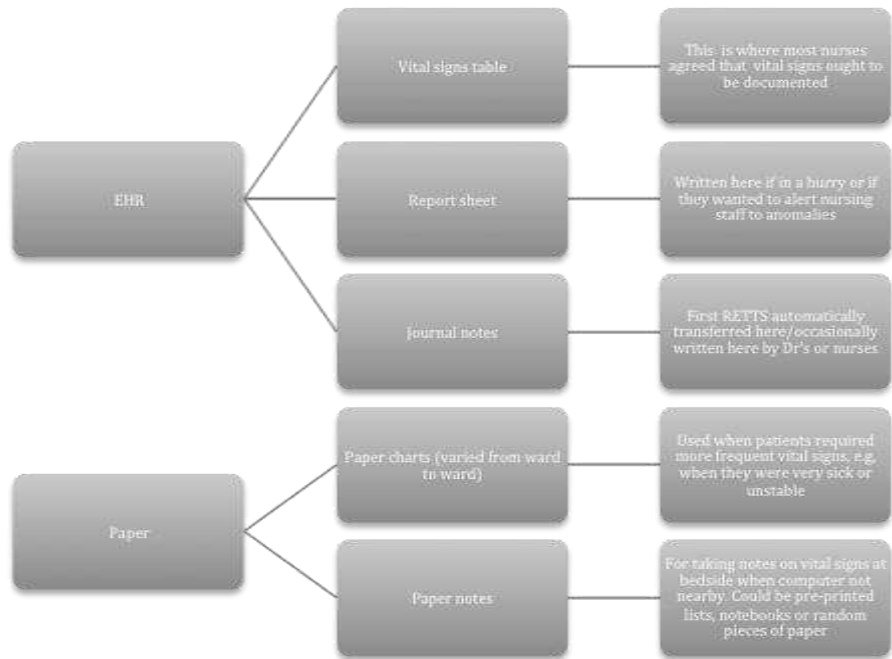 Vital signs table
This is where most nurses
agreed that vital signs ought to
be documented
EHR
Report sheet
Written here if in a hurry or if
they wanted to alert nursing
staff to anomalies
Journal notes
First RETTS automatically
transferred here/occasionally
written here by Dr's or nurses
Paper
Paper charts (varied from ward
to ward)
Used when patients required
more frequent vital signs, e.g,
when they were very sick or
unstable
Paper notes
For taking notes on vital signs at
bedside when computer not
nearby. Could be pre-printed
lists, notebooks or random
pieces of paper